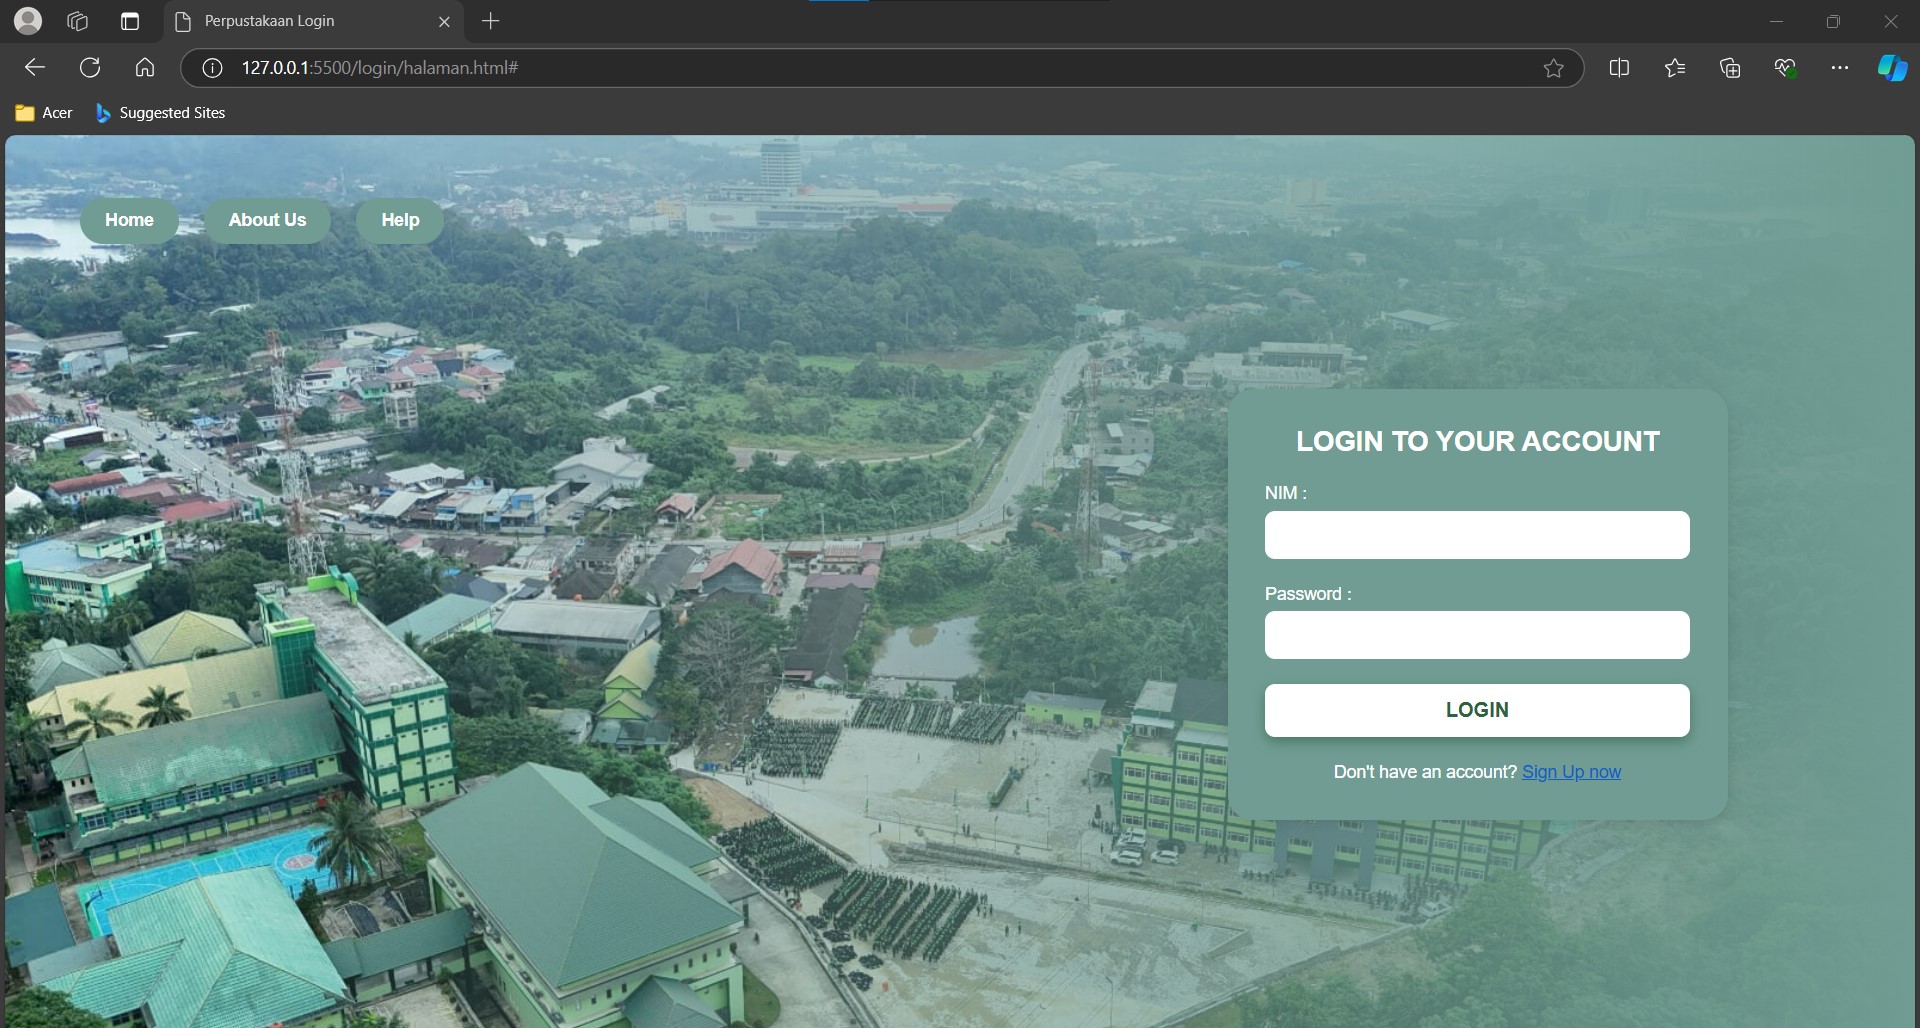 Perpustakaan Login
127.0.0.1:5500/login/halaman.html#
Acer
Suggested Sites
Home
About Us
Help
LOGIN TO YOUR ACCOUNT
NIM :
Password :
LOGIN
Don't have an account? Sign Up now